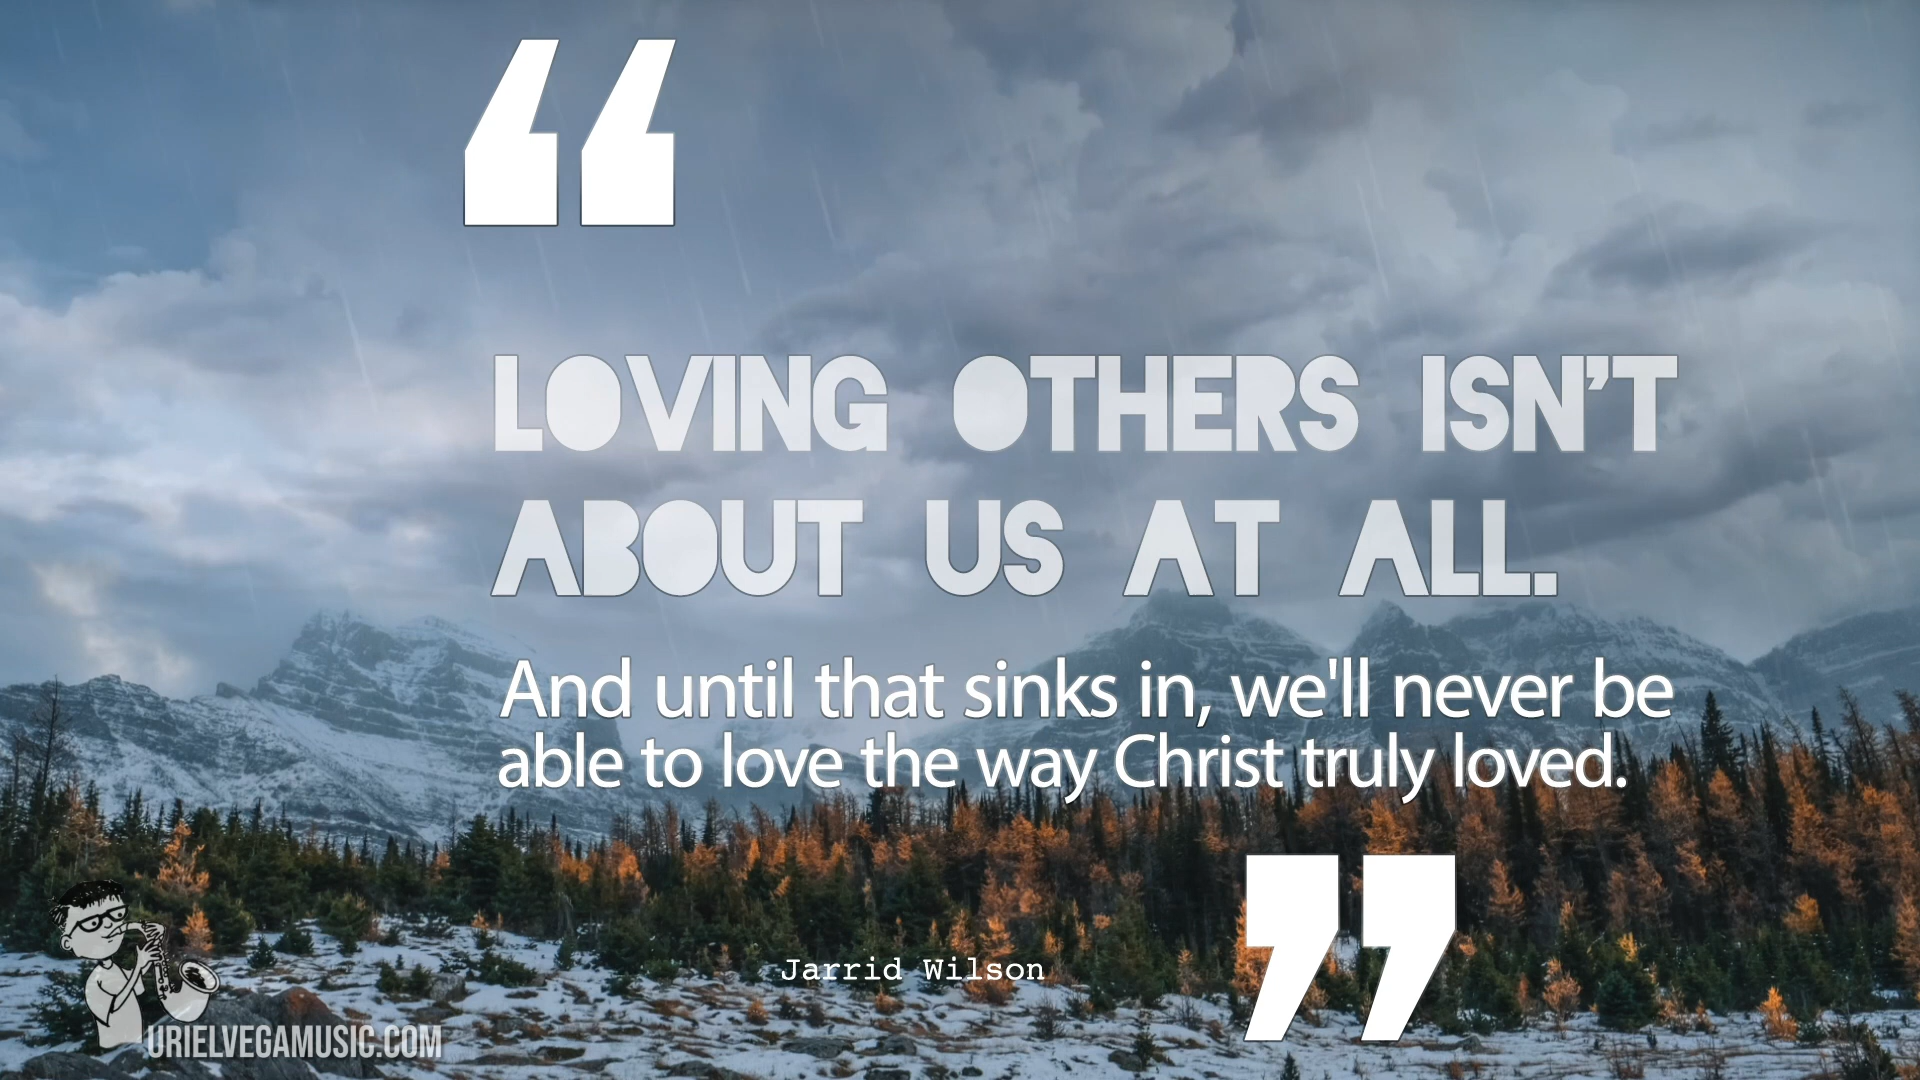 “
LOVING OTHERS ISN’T
ABOUT US AT ALL.
And until that sinks in, we'll never be
able to love the way Christ truly loved.
”
Jarrid Wilson
URIELVEGAMUSIC.COM